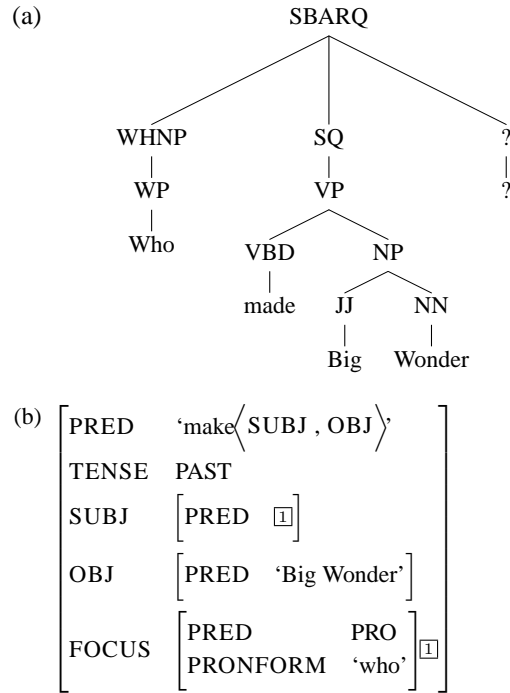 (a) SBARQ
WHNP SQ ?
WP VP ?
Who VBD NP
made JJ NN
Big Wonder
(b) PRED ‘make⟨SUBJ , OBJ⟩’
TENSE PAST
SUBJ [PRED 1]
OBJ [PRED ‘Big Wonder’]
FOCUS [PRED PRO
PRONFORM ‘who’] 1